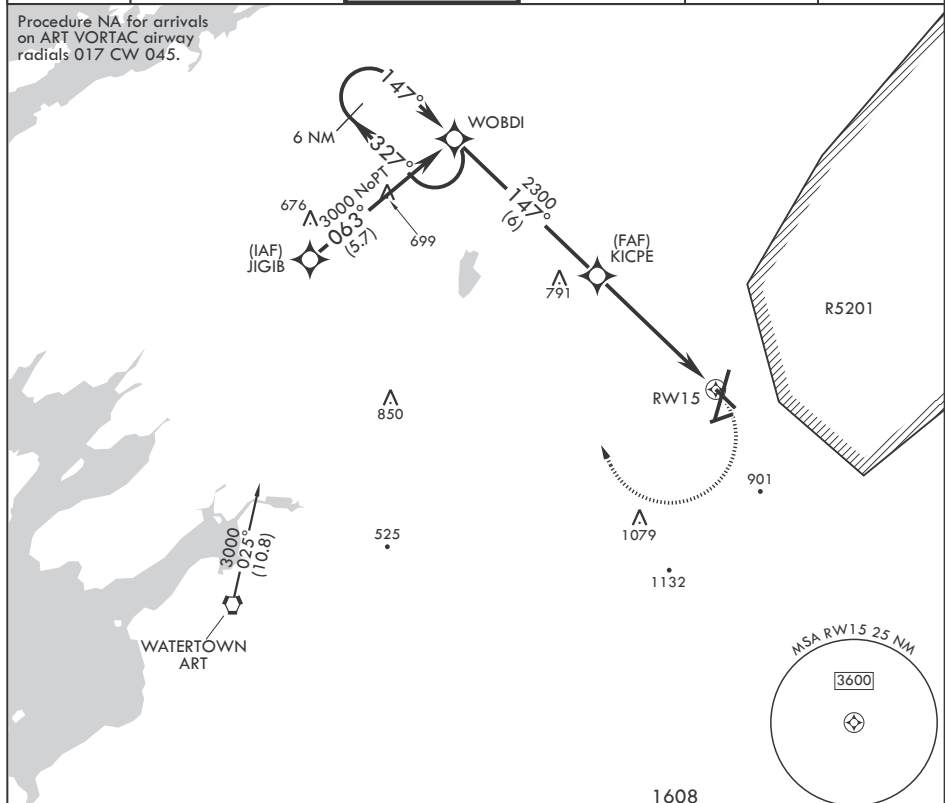 Procedure NA for arrivals
on ART VORTAC airway
radials 017 CW 045.
147°
6 NM
WOBDI
327°
3000 NoPT
063°
(5.7)
676
699
(IAF)
JIGIB
2300
147°
(6)
(FAF)
KICPE
791
R5201
RW15
850
901
1079
525
1132
3000
025°
(10.8)
WATERTOWN
ART
MSA RW15 25 NM
3600
1608